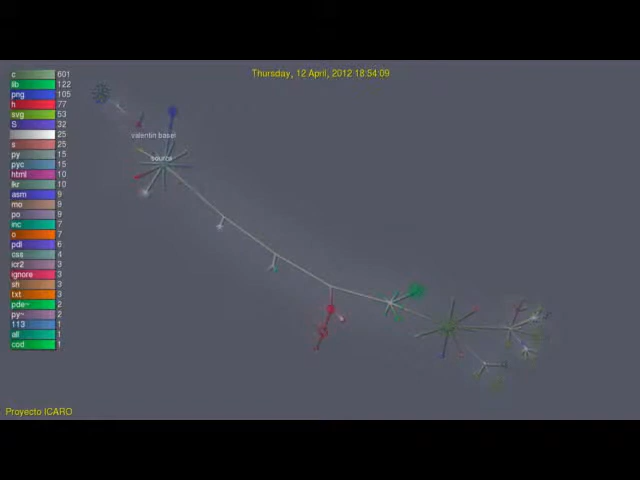 Thursday, 12 April, 2012 18:54:09
c 601
lib 122
png 105
h 77
svg 53
S 32
25
s 25
py 15
pyc 15
html 10
lkr 10
asm 9
mo 9
po 9
inc 7
o 7
pdl 6
css 4
icr2 3
ignore 3
sh 3
txt 3
pde~ 2
py~ 2
113 1
all 1
cod 1
valentin basel
source
Proyecto ICARO